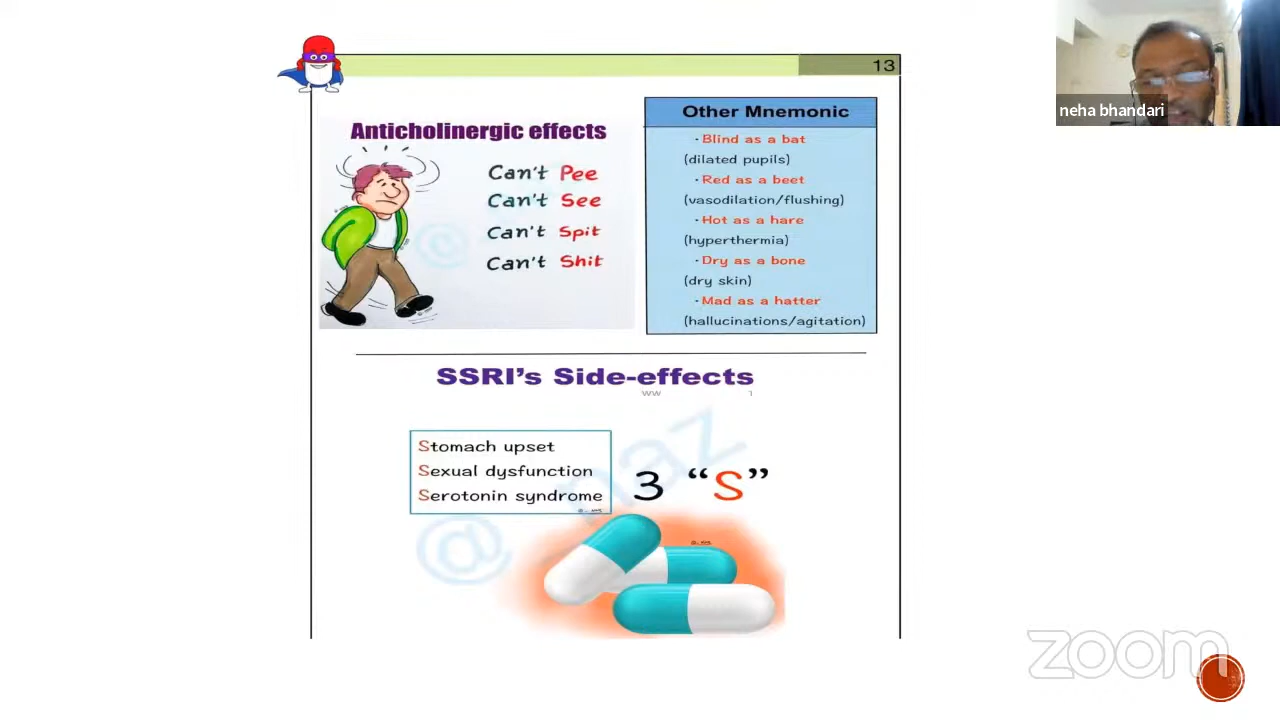 13
neha bhandari
Anticholinergic effects
Can't Pee
Can't See
Can't Spit
Can't Shit
Other Mnemonic
· Blind as a bat
(dilated pupils)
· Red as a beet
(vasodilation/flushing)
· Hot as a hare
(hyperthermia)
· Dry as a bone
(dry skin)
· Mad as a hatter
(hallucinations/agitation)
SSRI's Side-effects
Stomach upset
Sexual dysfunction
Serotonin syndrome
3 “S”
zoom